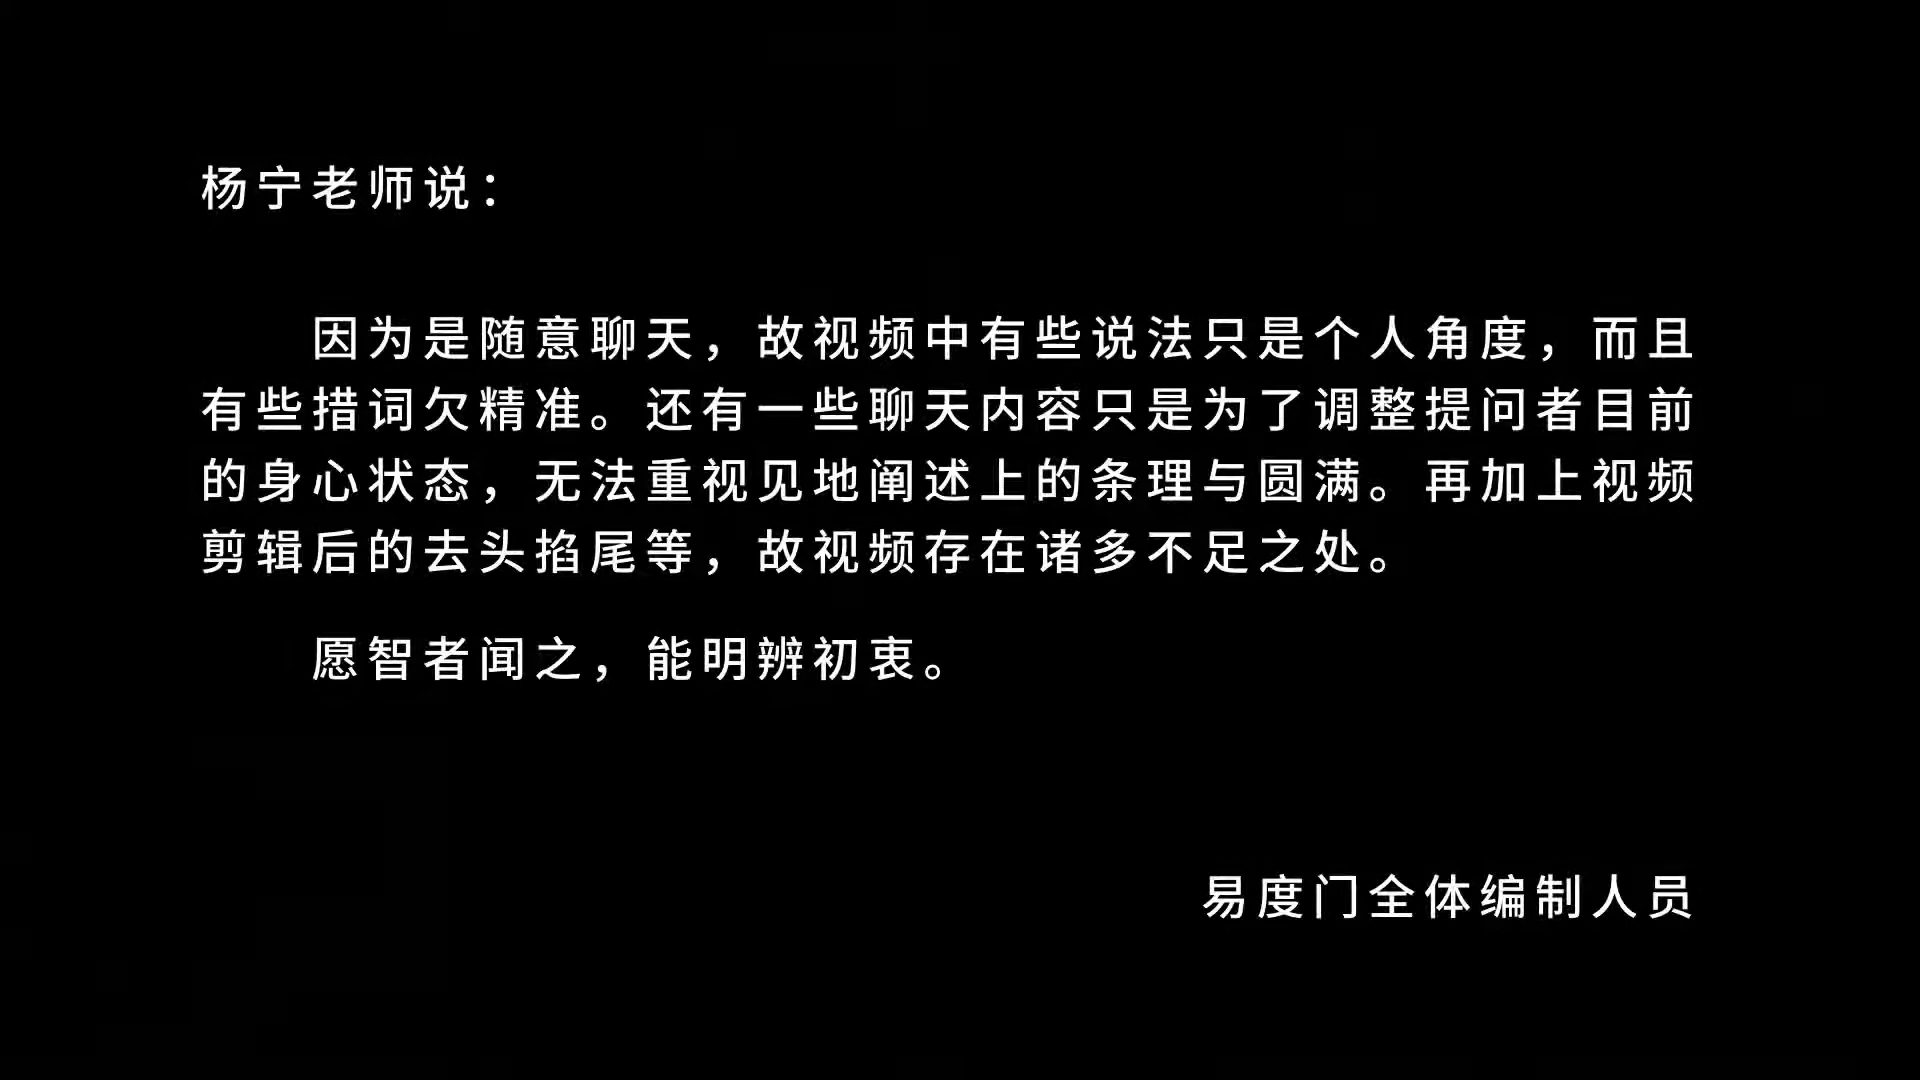 杨宁老师说：
因为是随意聊天，故视频中有些说法只是个人角度，而且
有些措词欠精准。还有一些聊天内容只是为了调整提问者目前
的身心状态，无法重视见地阐述上的条理与圆满。再加上视频
剪辑后的去头掐尾等，故视频存在诸多不足之处。
愿智者闻之，能明辨初衷。
易度门全体编制人员